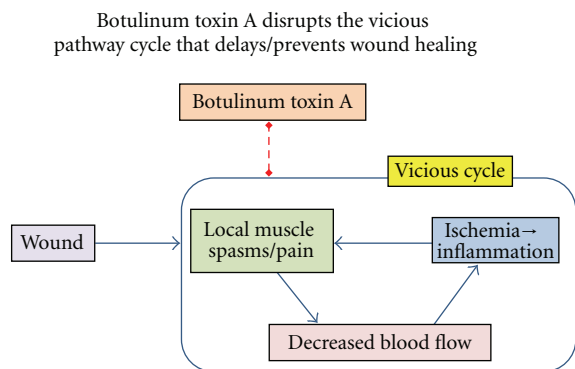 Botulinum toxin A disrupts the vicious
pathway cycle that delays/prevents wound healing
Botulinum toxin A
Vicious cycle
Wound
Local muscle
spasms/pain
Ischemia→
inflammation
Decreased blood flow